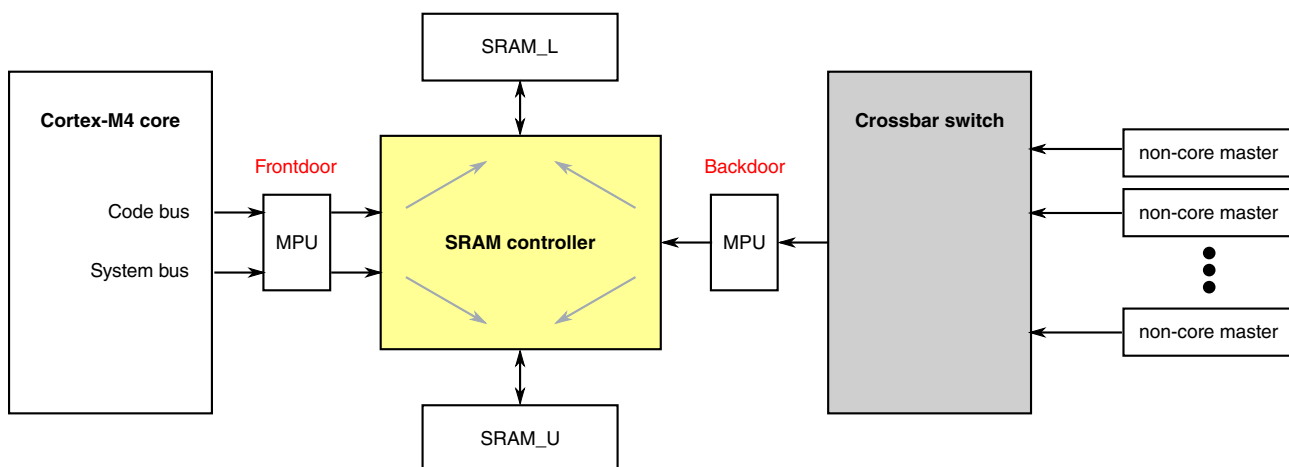 SRAM_L
Cortex-M4 core
Crossbar switch
Frontdoor
Backdoor
non-core master
Code bus
non-core master
MPU
SRAM controller
MPU
System bus
non-core master
SRAM_U